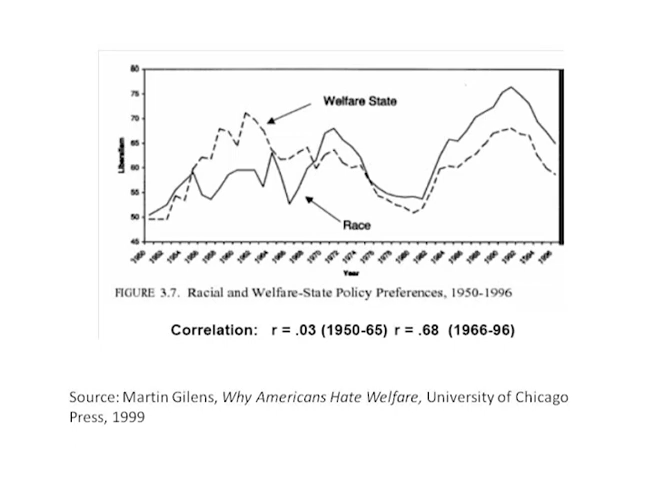 80
75
70
65
60
55
50
45
Liberalism
Welfare State
Race
1950 1952 1954 1956 1958 1960 1962 1964 1966 1968 1970 1972 1974 1976 1978 1980 1982 1984 1986 1988 1990 1992 1994 1996
Year
FIGURE 3.7. Racial and Welfare-State Policy Preferences, 1950-1996
Correlation: r = .03 (1950-65) r = .68 (1966-96)
Source: Martin Gilens, Why Americans Hate Welfare, University of Chicago
Press, 1999